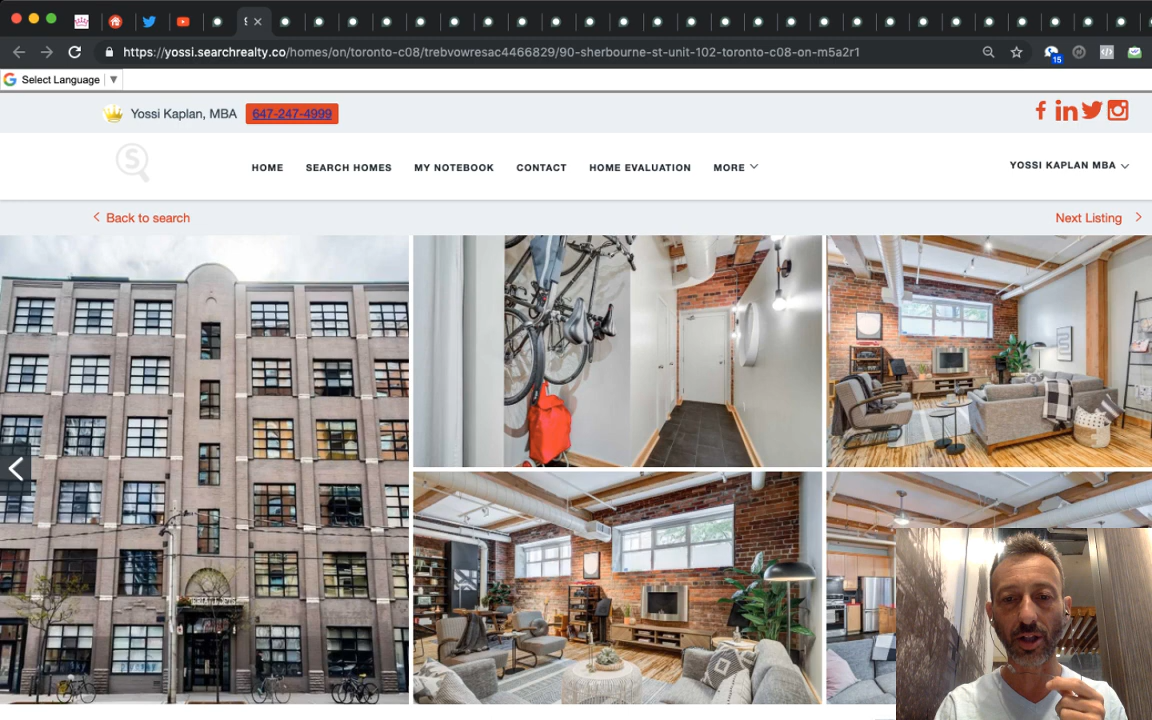 https://yossi.searchrealty.co/homes/on/toronto-c08/trebvowresac4466829/90-sherbourne-st-unit-102-toronto-c08-on-m5a2r1
15
Select Language ▼
Yossi Kaplan, MBA 647-247-4999
HOME SEARCH HOMES MY NOTEBOOK CONTACT HOME EVALUATION MORE
YOSSI KAPLAN MBA
Back to search
Next Listing